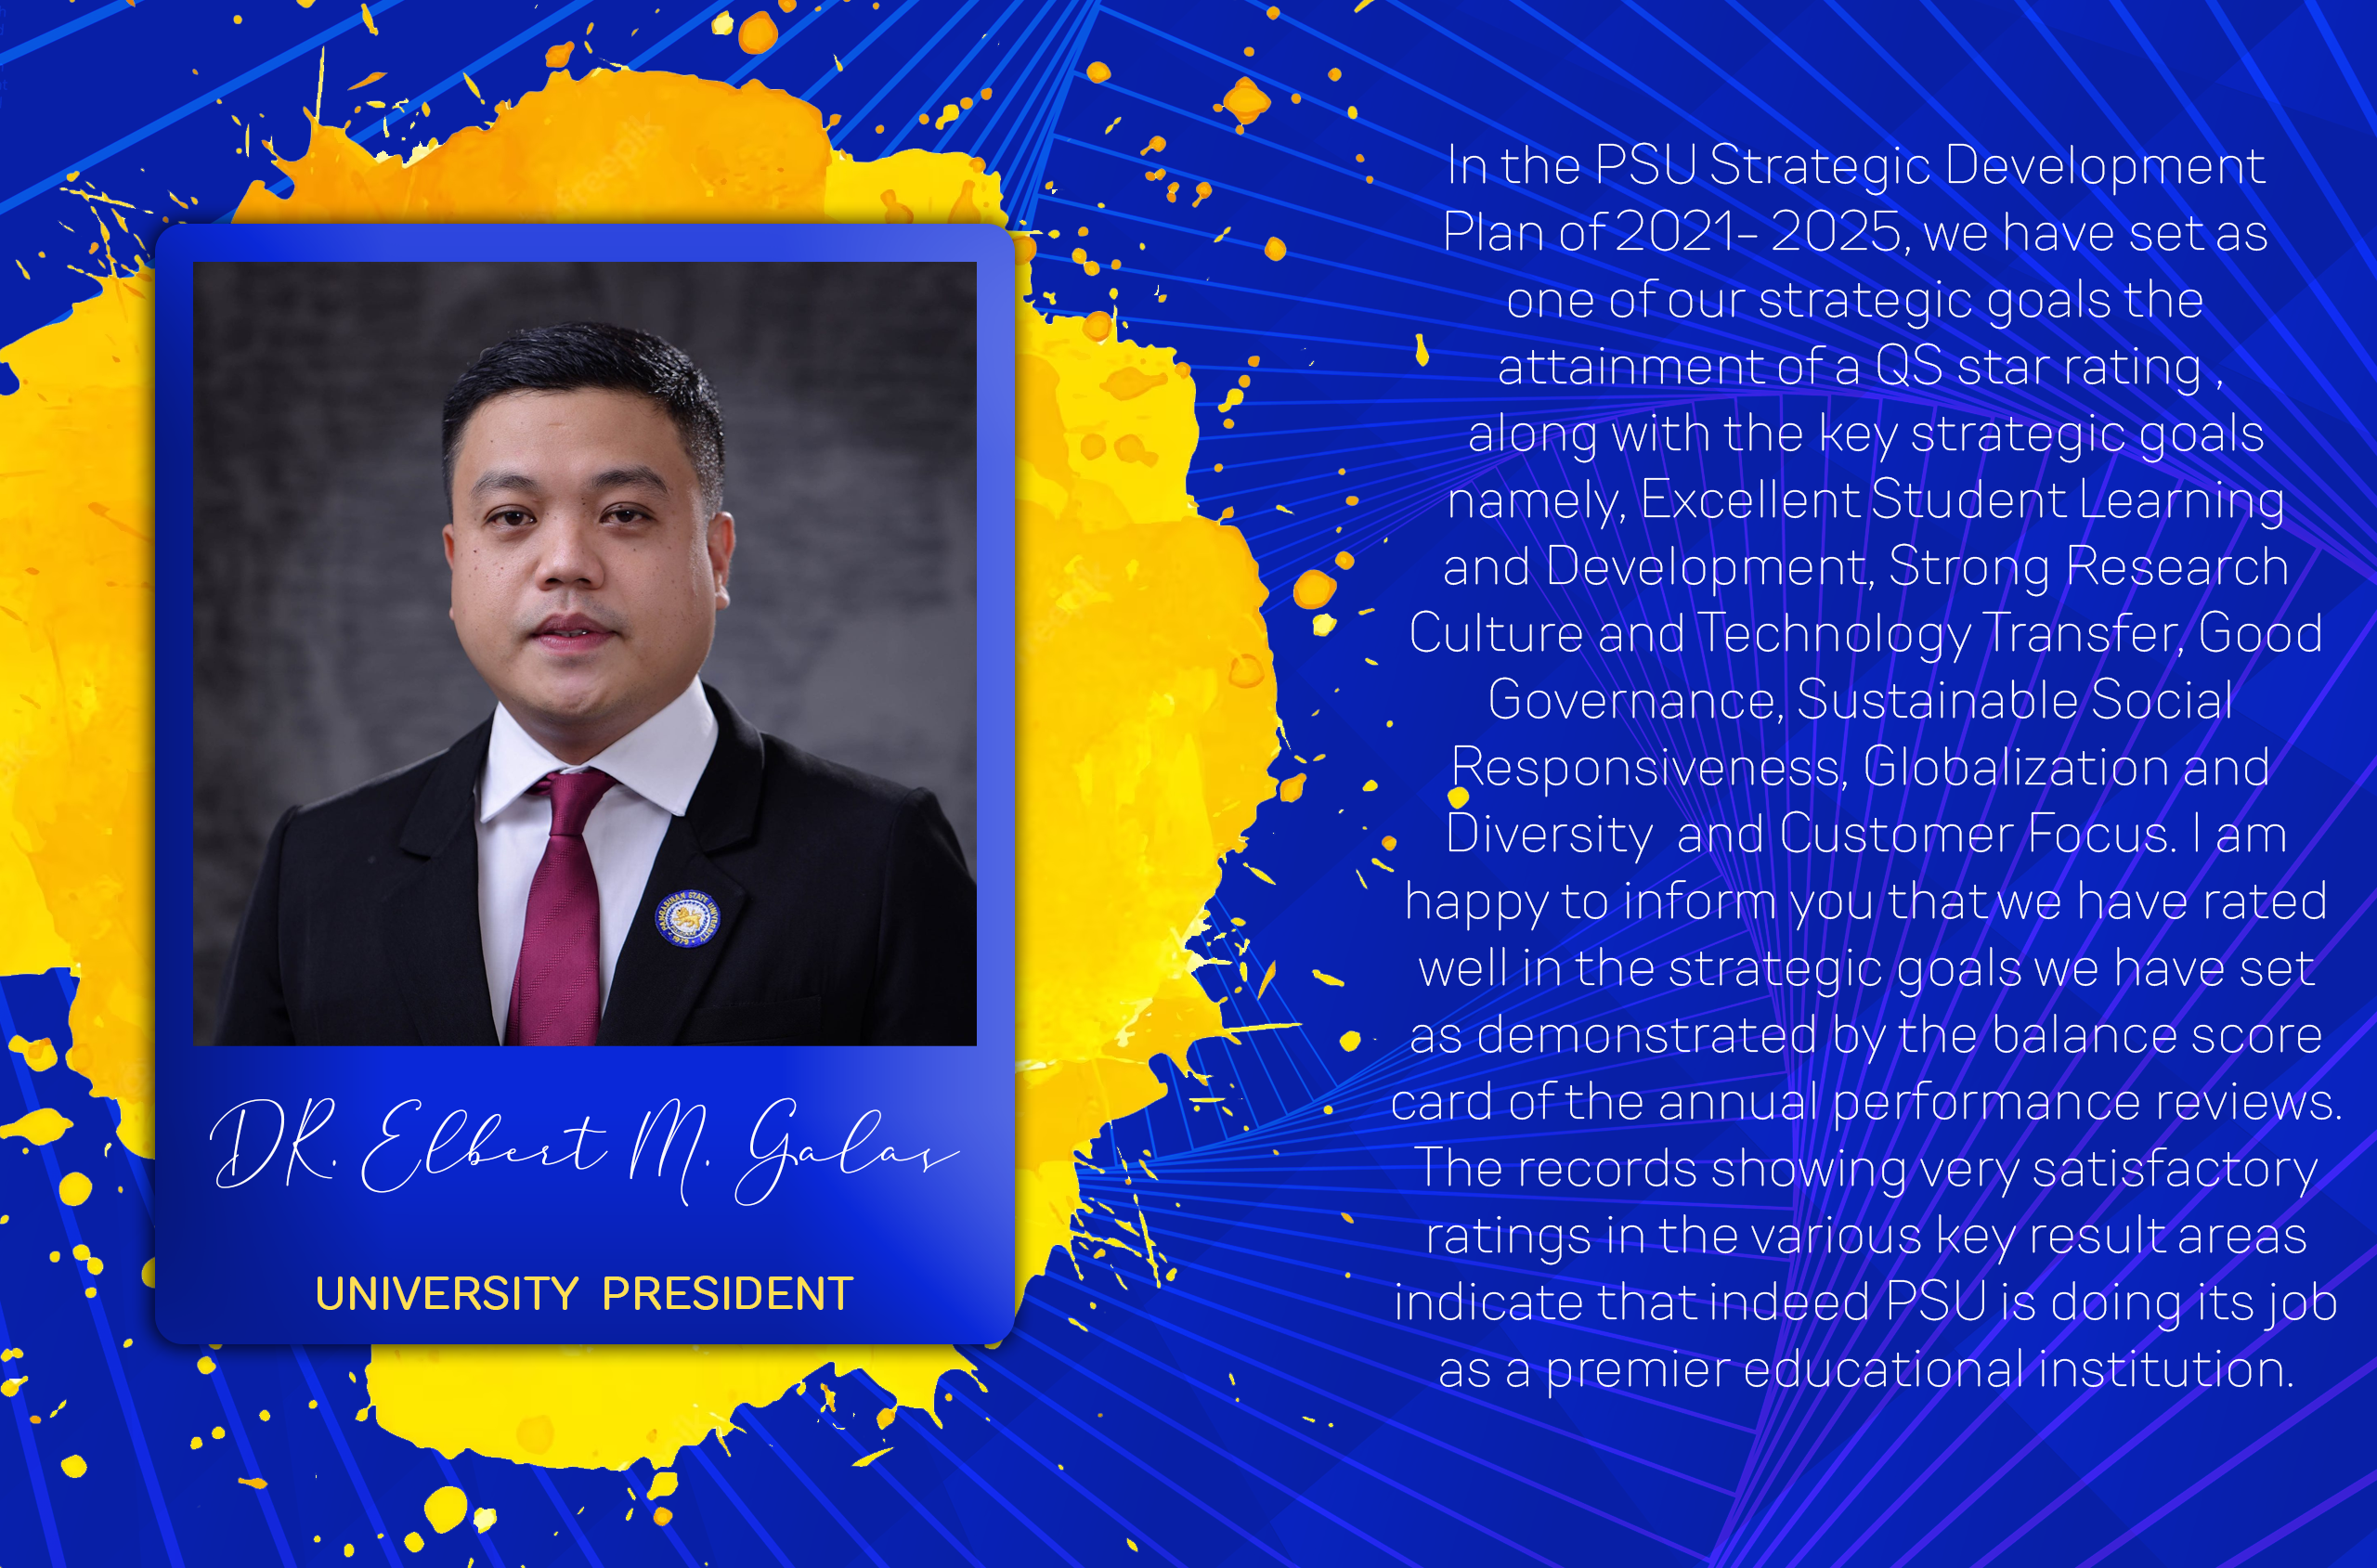 In the PSU Strategic Development
Plan of 2021- 2025, we have set as
one of our strategic goals the
attainment of a QS star rating ,
along with the key strategic goals
namely, Excellent Student Learning
and Development, Strong Research
Culture and Technology Transfer, Good
Governance, Sustainable Social
Responsiveness, Globalization and
Diversity and Customer Focus. I am
happy to inform you that we have rated
well in the strategic goals we have set
as demonstrated by the balance score
card of the annual performance reviews.
The records showing very satisfactory
ratings in the various key result areas
indicate that indeed PSU is doing its job
as a premier educational institution.
PANGASINAN STATE UNIVERSITY · 1979 ·
DR. Elbert M. Galas
UNIVERSITY PRESIDENT